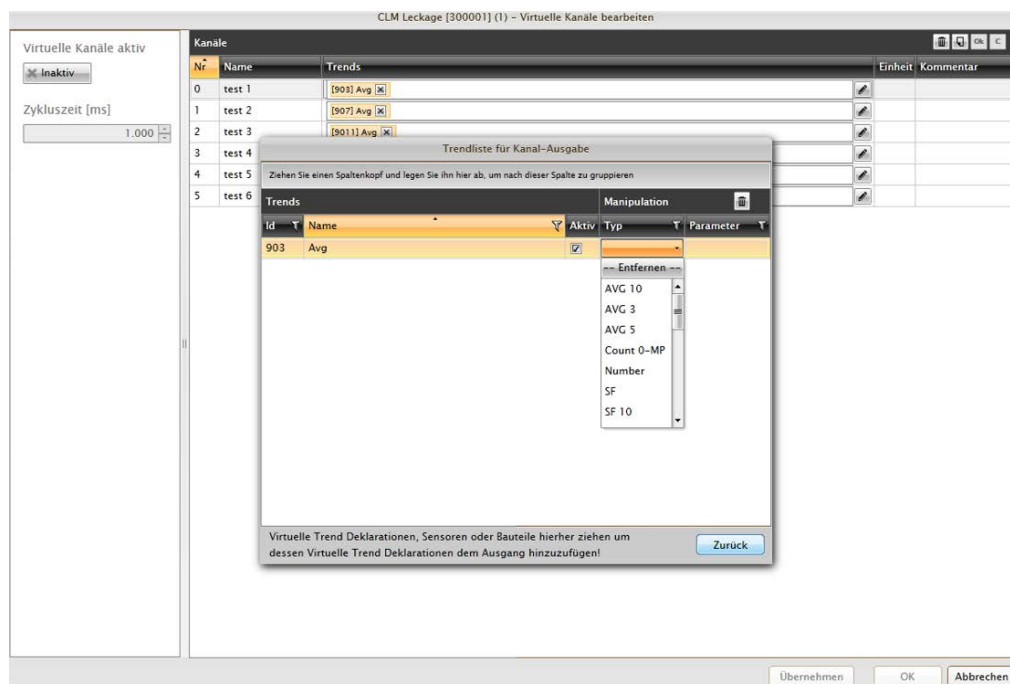 CLM Leckage [300001] (1) - Virtuelle Kanäle bearbeiten
Virtuelle Kanäle aktiv
Inaktiv
Zykluszeit [ms]
1.000
Kanäle
Ok C
Nr Name Trends Einheit Kommentar
0 test 1 [903] Avg
1 test 2 [907] Avg
2 test 3 [9011] Avg
3 test 4
4 test 5
5 test 6
Trendliste für Kanal-Ausgabe
Ziehen Sie einen Spaltenkopf und legen Sie ihn hier ab, um nach dieser Spalte zu gruppieren
Trends Manipulation
Id Name Aktiv Typ Parameter
903 Avg
-- Entfernen --
AVG 10
AVG 3
AVG 5
Count 0-MP
Number
SF
SF 10
Virtuelle Trend Deklarationen, Sensoren oder Bauteile hierher ziehen um
dessen Virtuelle Trend Deklarationen dem Ausgang hinzuzufügen!
Zurück
Übernehmen OK Abbrechen